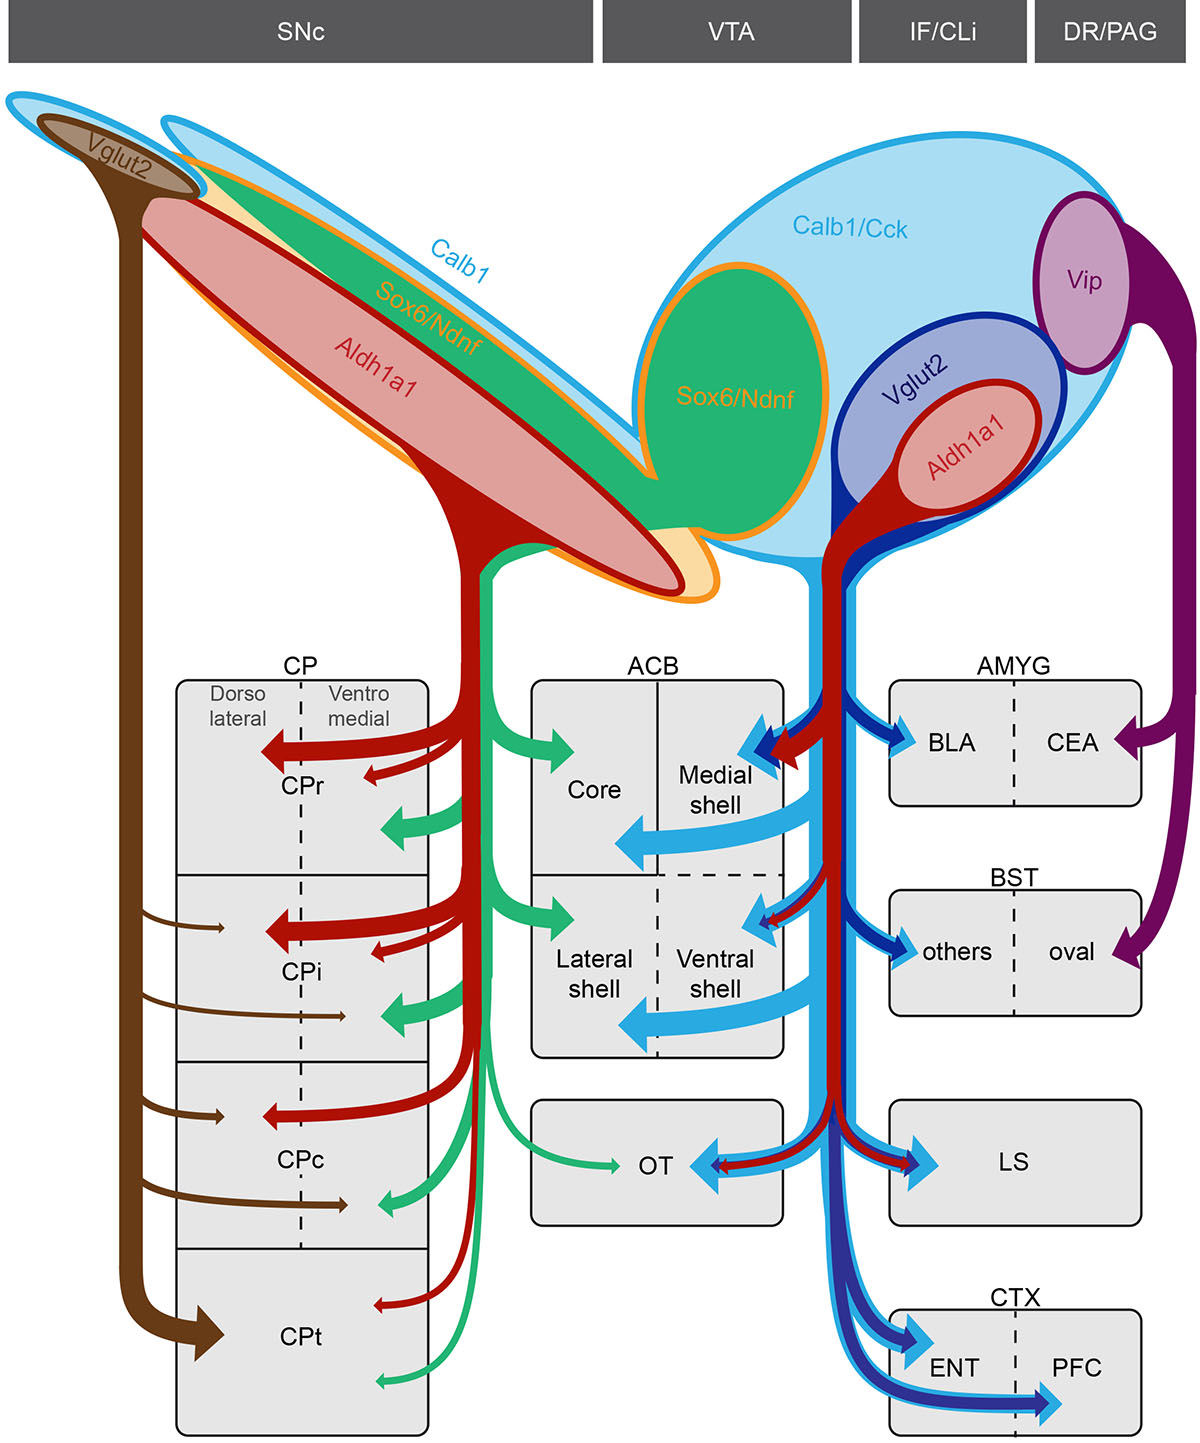 SNc
VTA
IF/CLi
DR/PAG
Vglut2
Calb1
Sox6/Ndnf
Aldh1a1
Calb1/Cck
Vip
Sox6/Ndnf
Vglut2
Aldh1a1
CP
Dorso
lateral
Ventro
medial
CPr
CPi
CPc
CPt
ACB
Core
Medial
shell
Lateral
shell
Ventral
shell
OT
AMYG
BLA
CEA
BST
others
oval
LS
CTX
ENT
PFC